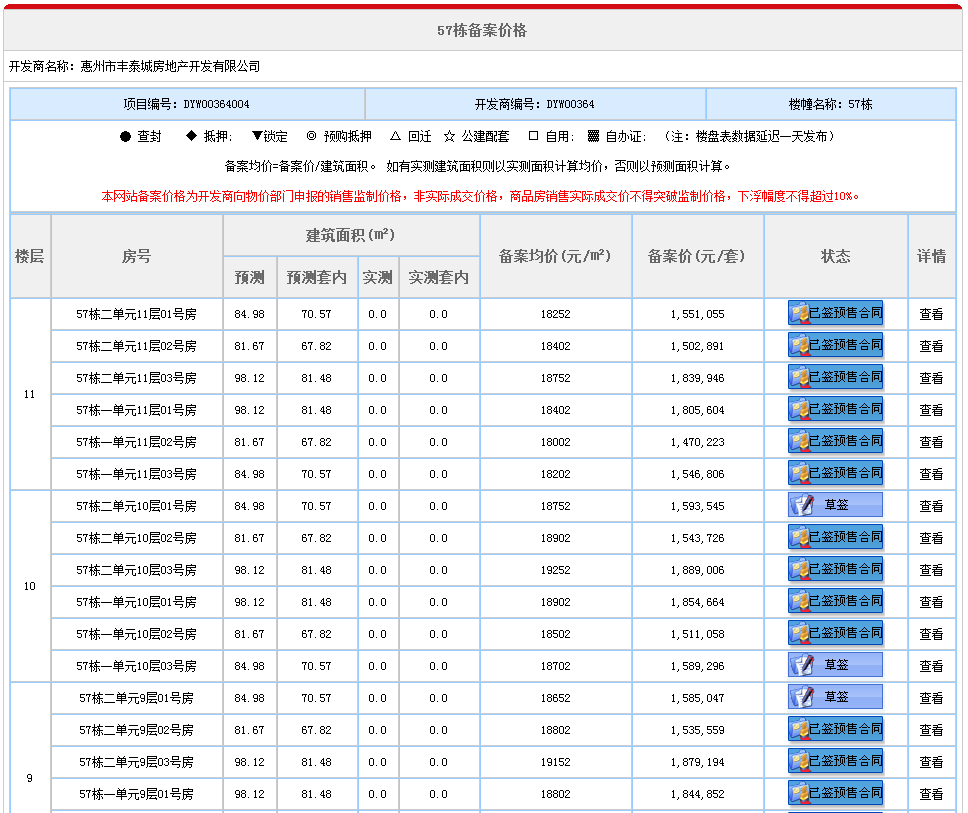 57栋备案价格
开发商名称：惠州市丰泰城房地产开发有限公司
项目编号：DYW00364004 开发商编号：DYW00364 楼幢名称：57栋
● 查封 ◆ 抵押; ▼锁定 ◎ 预购抵押 △ 回迁 ☆ 公建配套 □ 自用; ▩ 自办证; （注：楼盘表数据延迟一天发布）
备案均价=备案价/建筑面积。 如有实测建筑面积则以实测面积计算均价，否则以预测面积计算。
本网站备案价格为开发商向物价部门申报的销售监制价格，非实际成交价格，商品房销售实际成交价不得突破监制价格，下浮幅度不得超过10%。
楼层 房号 建筑面积(m²) 备案均价(元/m²) 备案价(元/套) 状态 详情
预测 预测套内 实测 实测套内
57栋二单元11层01号房 84.98 70.57 0.0 0.0 18252 1,551,055 已签预售合同 查看
57栋二单元11层02号房 81.67 67.82 0.0 0.0 18402 1,502,891 已签预售合同 查看
57栋二单元11层03号房 98.12 81.48 0.0 0.0 18752 1,839,946 已签预售合同 查看
11
57栋一单元11层01号房 98.12 81.48 0.0 0.0 18402 1,805,604 已签预售合同 查看
57栋一单元11层02号房 81.67 67.82 0.0 0.0 18002 1,470,223 已签预售合同 查看
57栋一单元11层03号房 84.98 70.57 0.0 0.0 18202 1,546,806 已签预售合同 查看
57栋二单元10层01号房 84.98 70.57 0.0 0.0 18752 1,593,545 草签 查看
57栋二单元10层02号房 81.67 67.82 0.0 0.0 18902 1,543,726 已签预售合同 查看
57栋二单元10层03号房 98.12 81.48 0.0 0.0 19252 1,889,006 已签预售合同 查看
10
57栋一单元10层01号房 98.12 81.48 0.0 0.0 18902 1,854,664 已签预售合同 查看
57栋一单元10层02号房 81.67 67.82 0.0 0.0 18502 1,511,058 已签预售合同 查看
57栋一单元10层03号房 84.98 70.57 0.0 0.0 18702 1,589,296 草签 查看
57栋二单元9层01号房 84.98 70.57 0.0 0.0 18652 1,585,047 草签 查看
57栋二单元9层02号房 81.67 67.82 0.0 0.0 18802 1,535,559 已签预售合同 查看
57栋二单元9层03号房 98.12 81.48 0.0 0.0 19152 1,879,194 已签预售合同 查看
9
57栋一单元9层01号房 98.12 81.48 0.0 0.0 18802 1,844,852 已签预售合同 查看